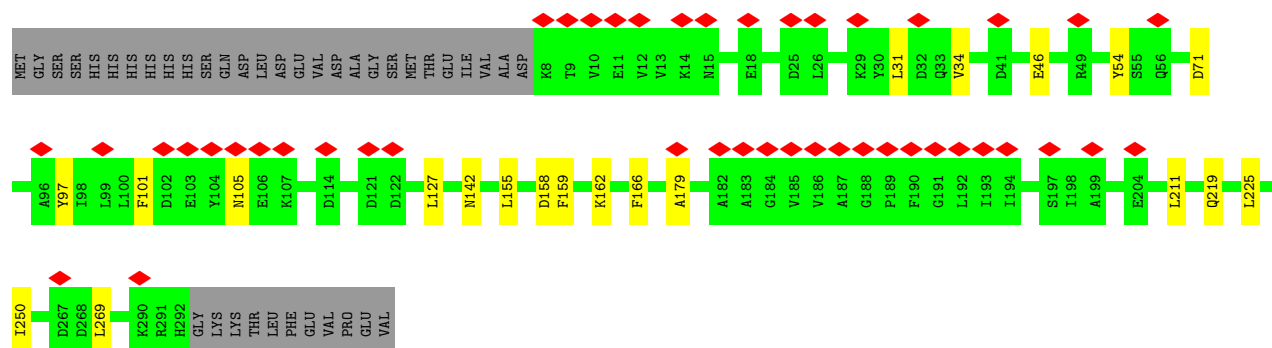 MET GLY SER SER HIS HIS HIS HIS HIS HIS SER GLN ASP LEU ASP GLU VAL ASP ALA GLY SER MET THR GLU ILE VAL ALA ASP K8 T9 V10 E11 V12 V13 K14 N15 E18 D25 L26 K29 Y30 L31 D32 Q33 V34 D41 E46 R49 Y54 S55 Q56 D71
A96 Y97 I98 L99 L100 F101 D102 E103 Y104 N105 E106 K107 D114 D121 D122 L127 N142 L155 D158 F159 K162 F166 A179 A182 A183 G184 V185 V186 A187 G188 P189 F190 G191 L192 I193 I194 S197 I198 A199 E204 L211 Q219 L225
I250 D267 D268 L269 K290 R291 H292 GLY LYS LYS THR LEU PHE GLU VAL PRO GLU VAL